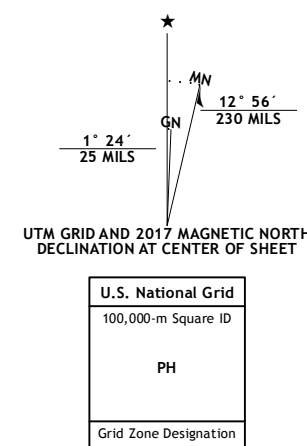 MN
GN
12° 56´
230 MILS
1° 24´
25 MILS
UTM GRID AND 2017 MAGNETIC NORTH
DECLINATION AT CENTER OF SHEET
U.S. National Grid
100,000-m Square ID
PH
Grid Zone Designation